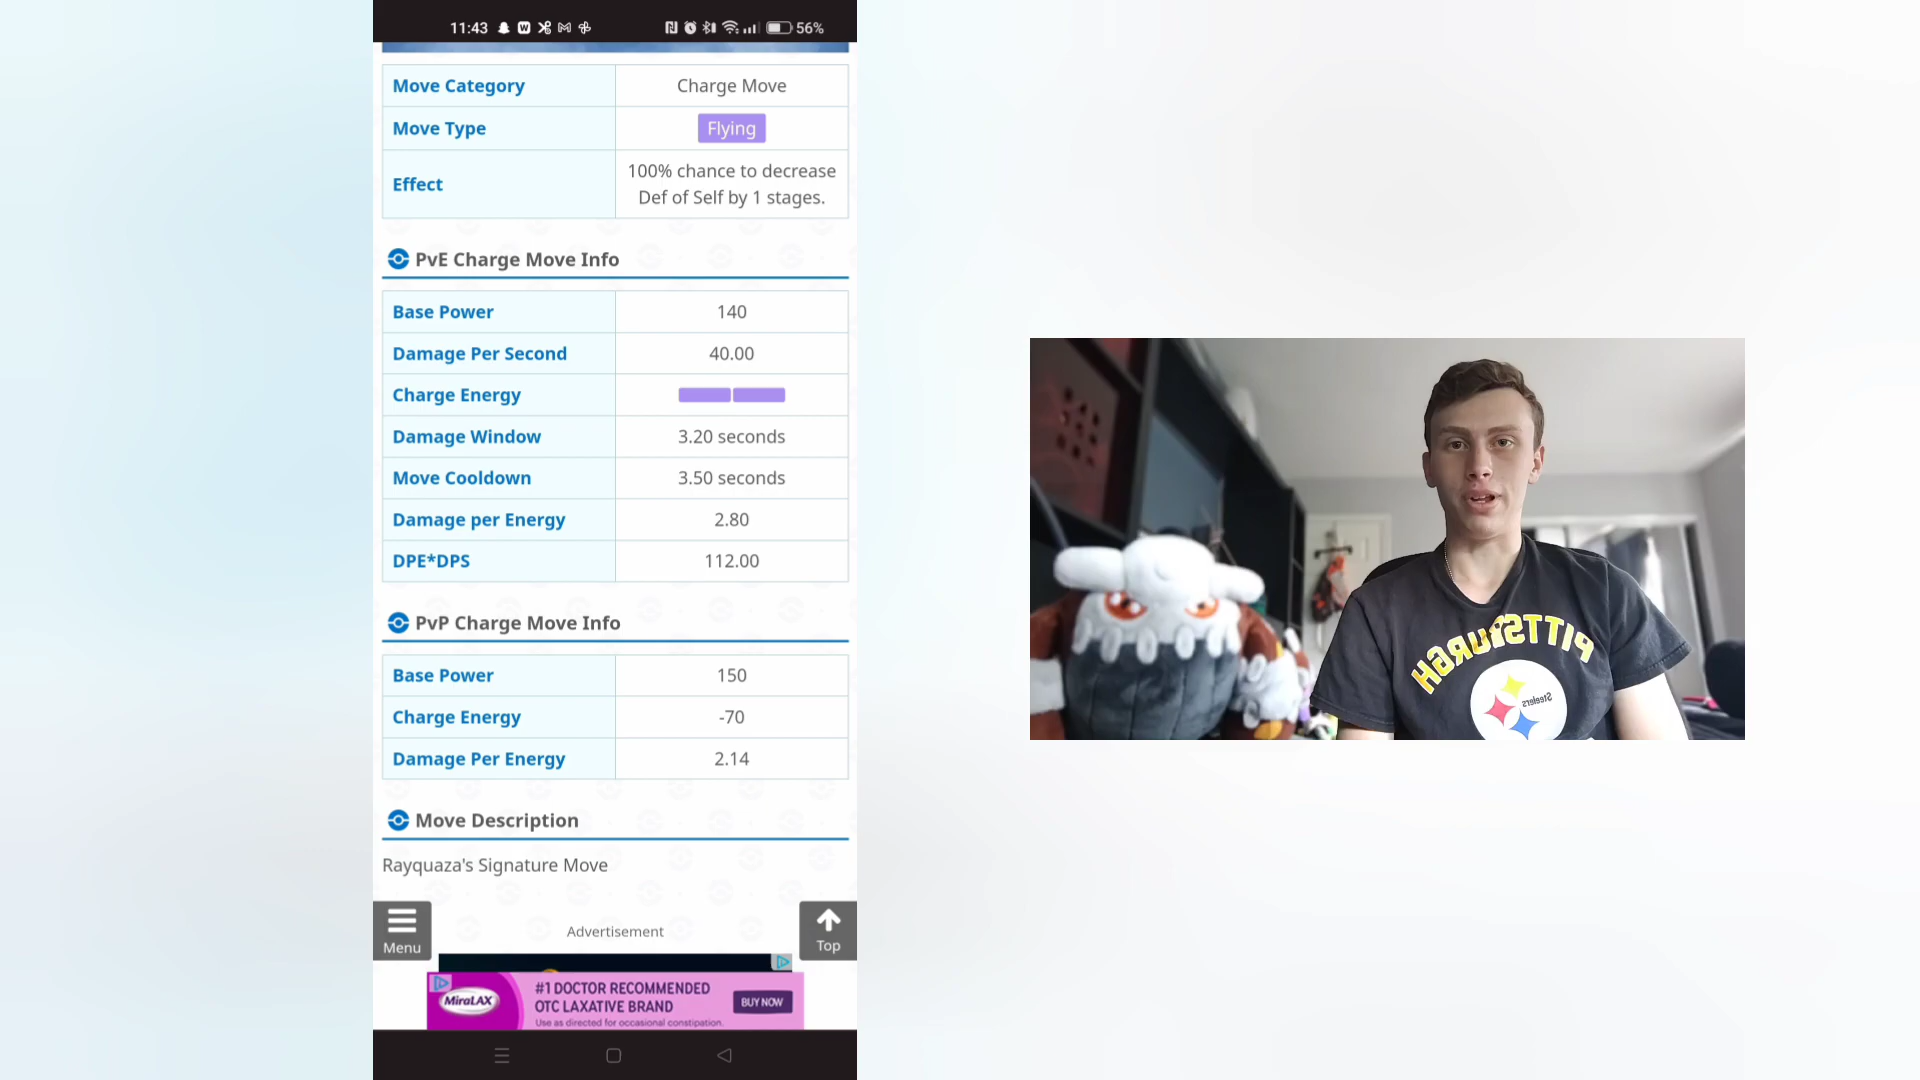 11:43
56%
Move Category Charge Move
Move Type Flying
Effect 100% chance to decrease
Def of Self by 1 stages.
PvE Charge Move Info
Base Power 140
Damage Per Second 40.00
Charge Energy
Damage Window 3.20 seconds
Move Cooldown 3.50 seconds
Damage per Energy 2.80
DPE*DPS 112.00
PvP Charge Move Info
Base Power 150
Charge Energy -70
Damage Per Energy 2.14
Move Description
Rayquaza's Signature Move
Menu
Advertisement
Top
MiraLAX
#1 DOCTOR RECOMMENDED
OTC LAXATIVE BRAND
Use as directed for occasional constipation.
BUY NOW
PITTSBURGH
Steelers